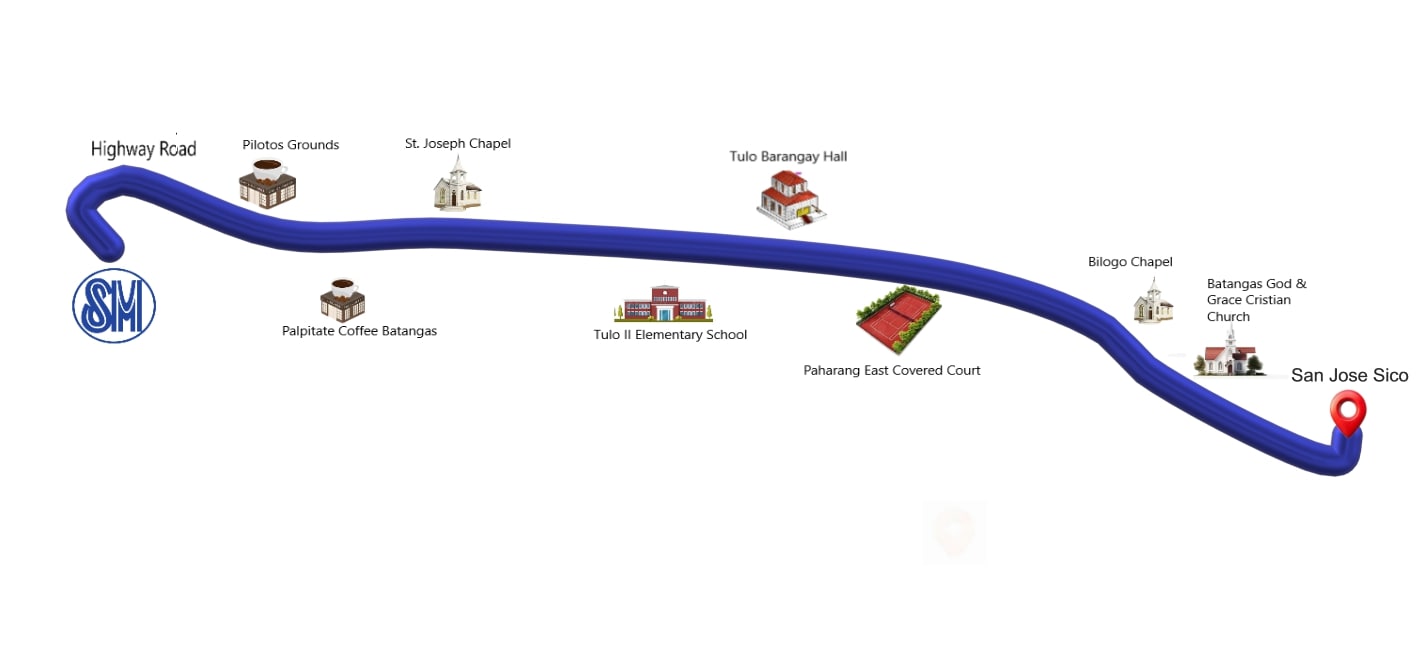 Highway Road
Pilotos Grounds
St. Joseph Chapel
Tulo Barangay Hall
Bilogo Chapel
Batangas God &
Grace Cristian
Church
SM
Palpitate Coffee Batangas
Tulo II Elementary School
Paharang East Covered Court
San Jose Sico